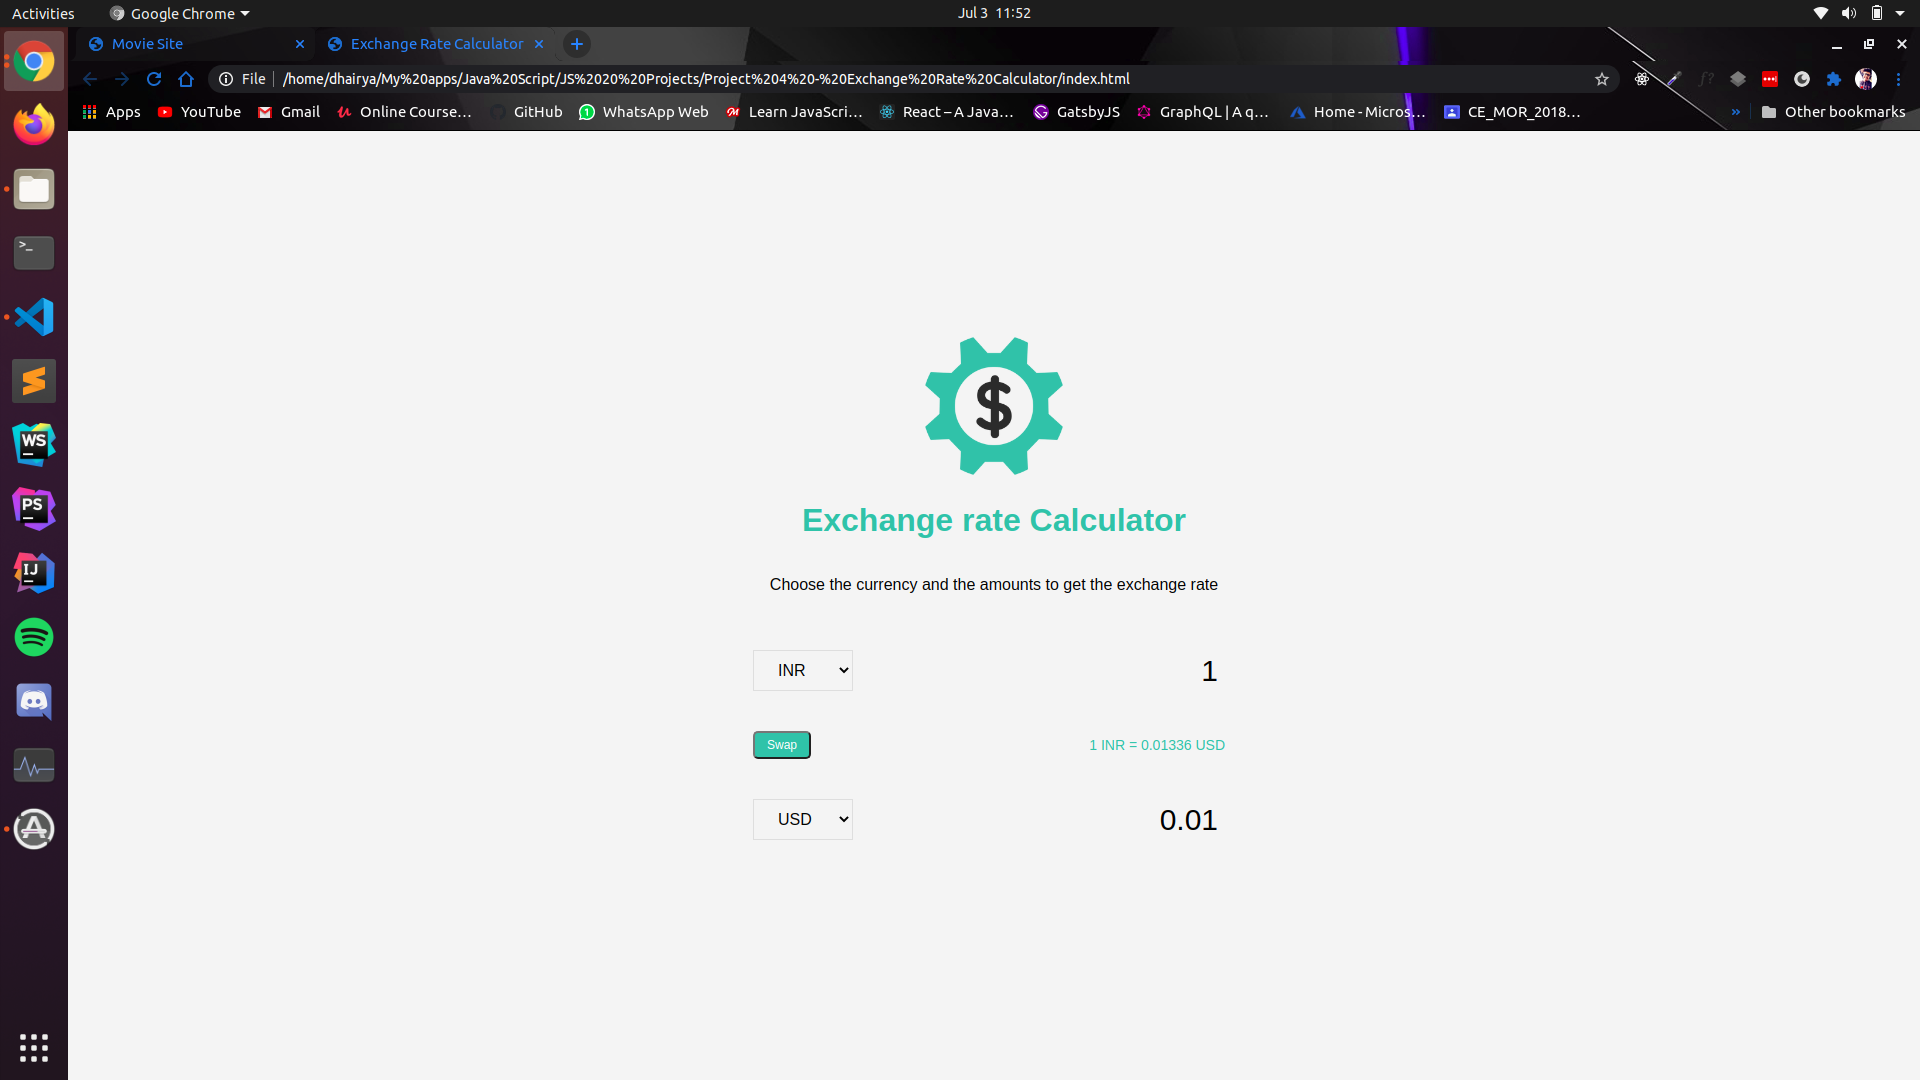 Activities
Google Chrome
Jul 3 11:52
Movie Site
Exchange Rate Calculator
File
/home/dhairya/My%20apps/Java%20Script/JS%2020%20Projects/Project%204%20-%20Exchange%20Rate%20Calculator/index.html
f?
Apps
YouTube
Gmail
Online Course…
GitHub
WhatsApp Web
Learn JavaScri…
React – A Java…
GatsbyJS
GraphQL | A q…
Home - Micros…
CE_MOR_2018…
»
Other bookmarks
>_
WS
PS
IJ
$
Exchange rate Calculator
Choose the currency and the amounts to get the exchange rate
INR
1
Swap
1 INR = 0.01336 USD
USD
0.01